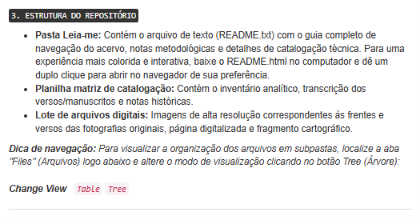 3. ESTRUTURA DO REPOSITÓRIO
• Pasta Leia-me: Contém o arquivo de texto (README.txt) com o guia completo de
navegação do acervo, notas metodológicas e detalhes de catalogação técnica. Para uma
experiência mais colorida e interativa, baixe o README.html no computador e dê um
duplo clique para abrir no navegador de sua preferência.
• Planilha matriz de catalogação: Contém o inventário analítico, transcrição dos
versos/manuscritos e notas históricas.
• Lote de arquivos digitais: Imagens de alta resolução correspondentes às frentes e
versos das fotografias originais, página digitalizada e fragmento cartográfico.
Dica de navegação: Para visualizar a organização dos arquivos em subpastas, localize a aba
"Files" (Arquivos) logo abaixo e altere o modo de visualização clicando no botão Tree (Árvore):
Change View Table Tree